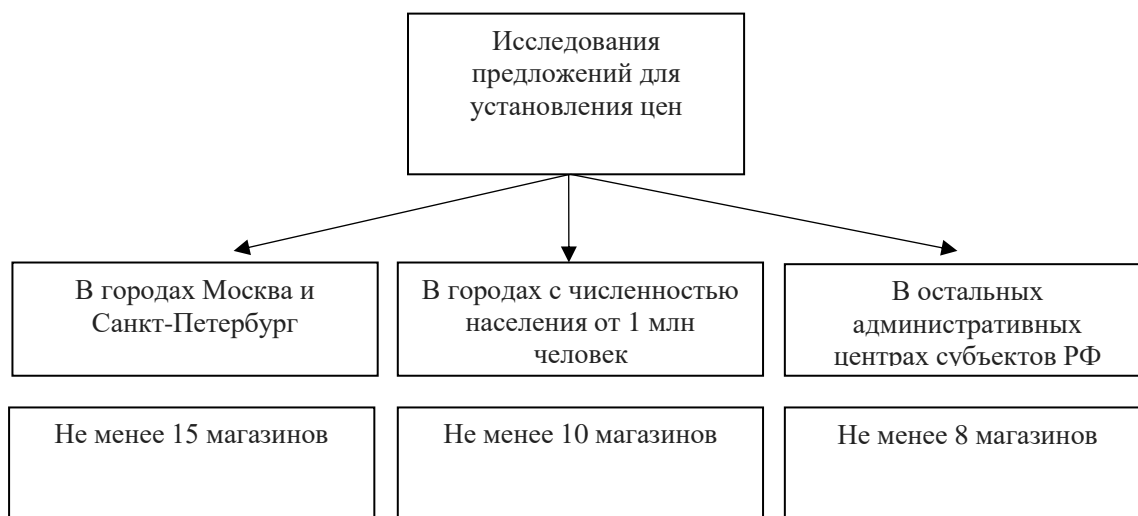 Исследования
предложений для
установления цен
В городах Москва и
Санкт-Петербург
В городах с численностью
населения от 1 млн
человек
В остальных
административных
центрах субъектов РФ
Не менее 15 магазинов
Не менее 10 магазинов
Не менее 8 магазинов